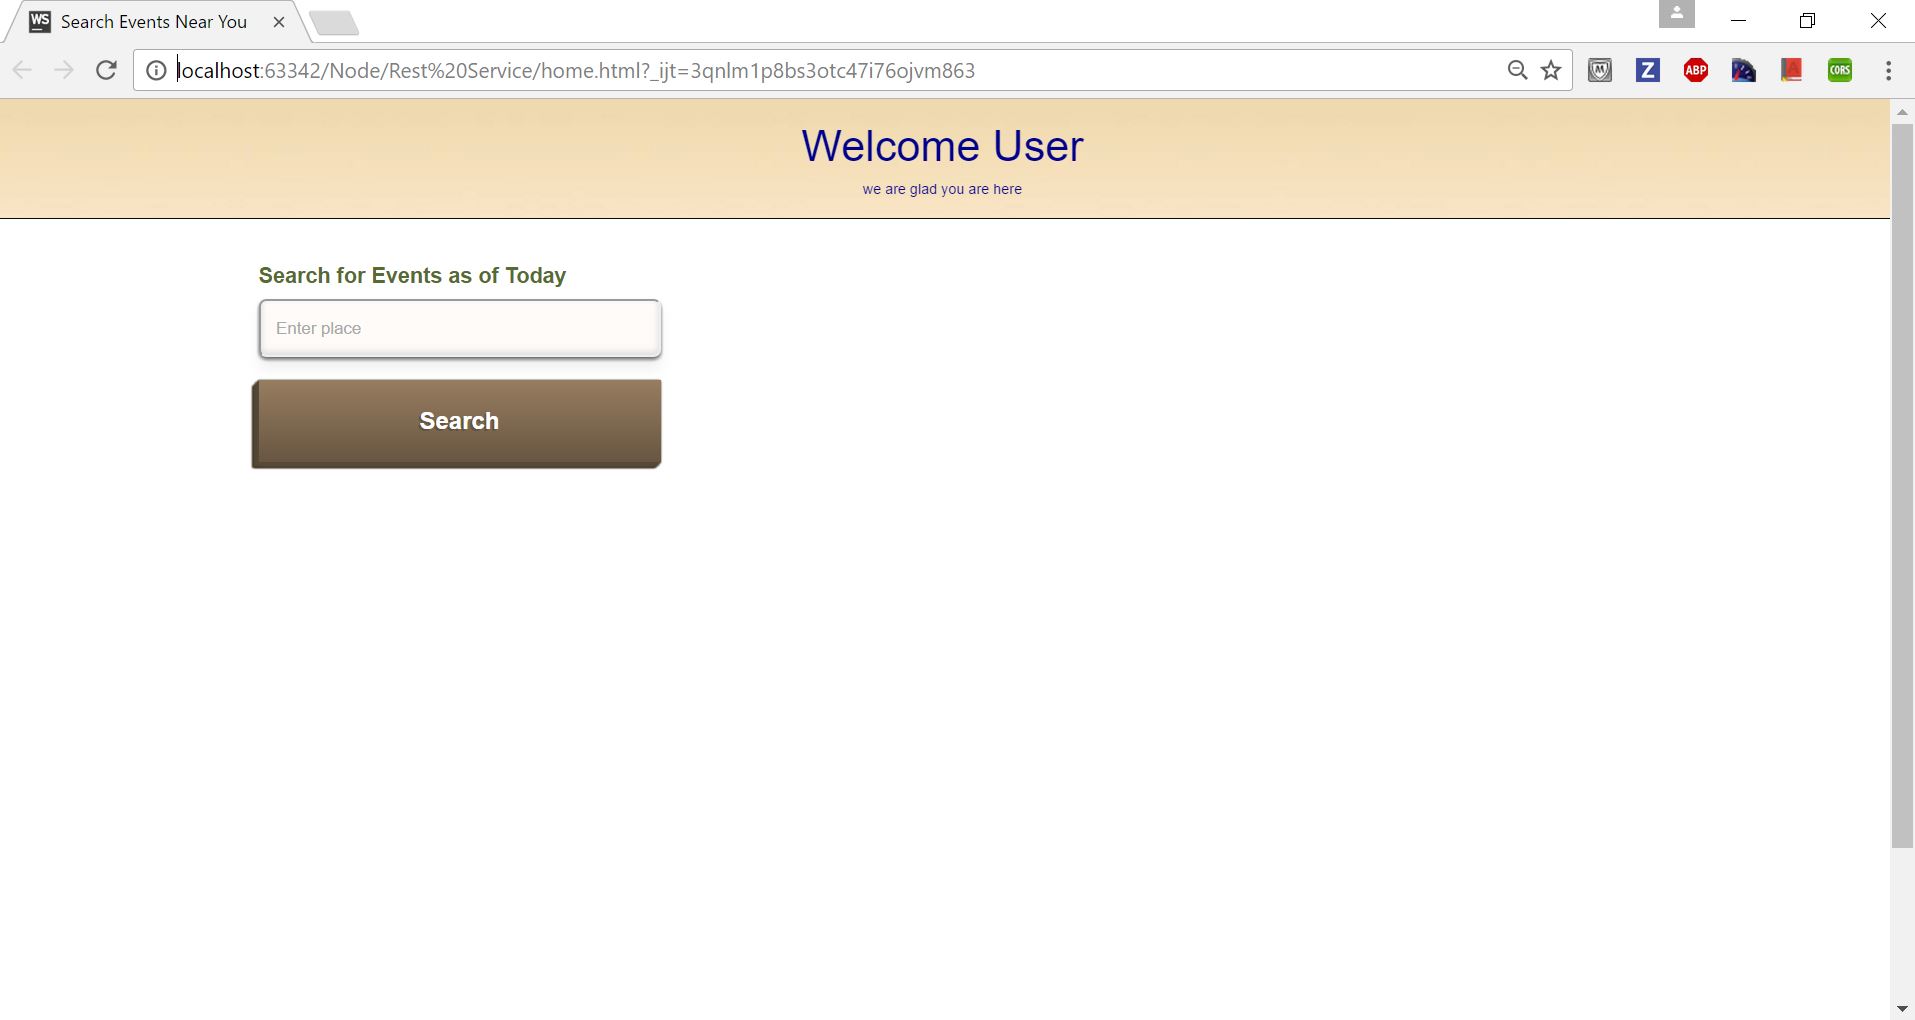 WS Search Events Near You
localhost:63342/Node/Rest%20Service/home.html?_ijt=3qnlm1p8bs3otc47i76ojvm863
M Z ABP A CORS
Welcome User
we are glad you are here
Search for Events as of Today
Enter place
Search